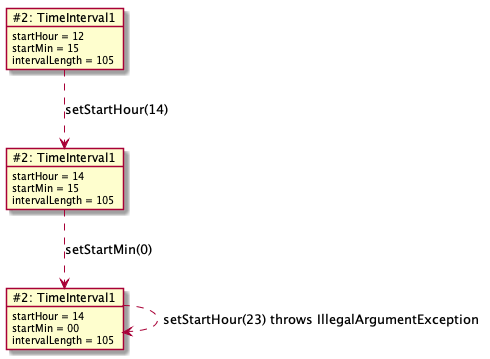 #2: TimeInterval1
startHour = 12
startMin = 15
intervalLength = 105
setStartHour(14)
#2: TimeInterval1
startHour = 14
startMin = 15
intervalLength = 105
setStartMin(0)
#2: TimeInterval1
startHour = 14
startMin = 00
intervalLength = 105
setStartHour(23) throws IllegalArgumentException